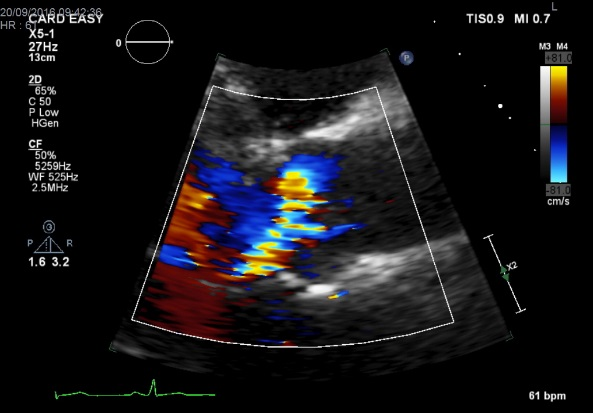 20/09/2016 09:42:36
HR : 61
CARD EASY
X5-1
27Hz
13cm
2D
65%
C 50
P Low
HGen
CF
50%
5259Hz
WF 525Hz
2.5MHz
P R
1.6 3.2
0
P
L
TIS0.9 MI 0.7
M3 M4
+81.0
-81.0
cm/s
X2
61 bpm